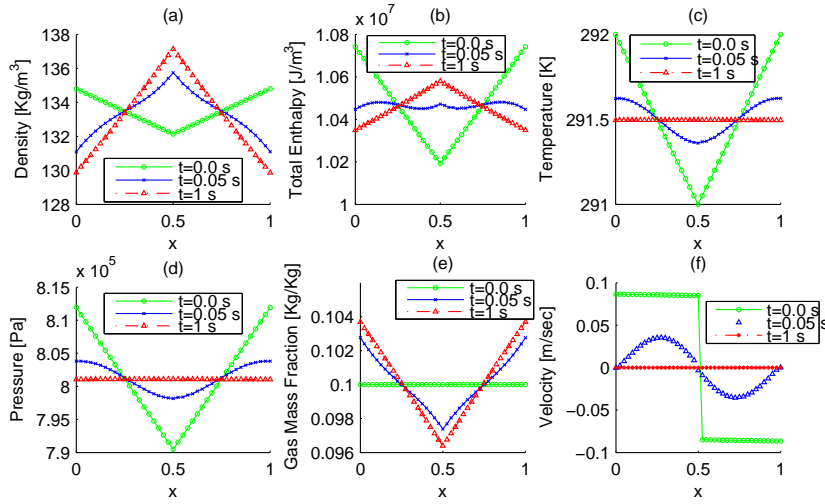 (a)
138
136
134
132
130
128
0
0.5
1
x
Density [Kg/m³]
t=0.0 s
t=0.05 s
t=1 s
(b)
x 10⁷
1.08
1.06
1.04
1.02
1
0
0.5
1
x
Total Enthalpy [J/m³]
t=0.0 s
t=0.05 s
t=1 s
(c)
292
291.5
291
0
0.5
1
x
Temperature [K]
t=0.0 s
t=0.05 s
t=1 s
(d)
x 10⁵
8.15
8.1
8.05
8
7.95
7.9
0
0.5
1
x
Pressure [Pa]
t=0.0 s
t=0.05 s
t=1 s
(e)
0.104
0.102
0.1
0.098
0.096
0
0.5
1
x
Gas Mass Fraction [Kg/Kg]
t=0.0 s
t=0.05 s
t=1 s
(f)
0.1
0.05
0
−0.05
−0.1
0
0.5
1
x
Velocity [m/sec]
t=0.0 s
t=0.05 s
t=1 s